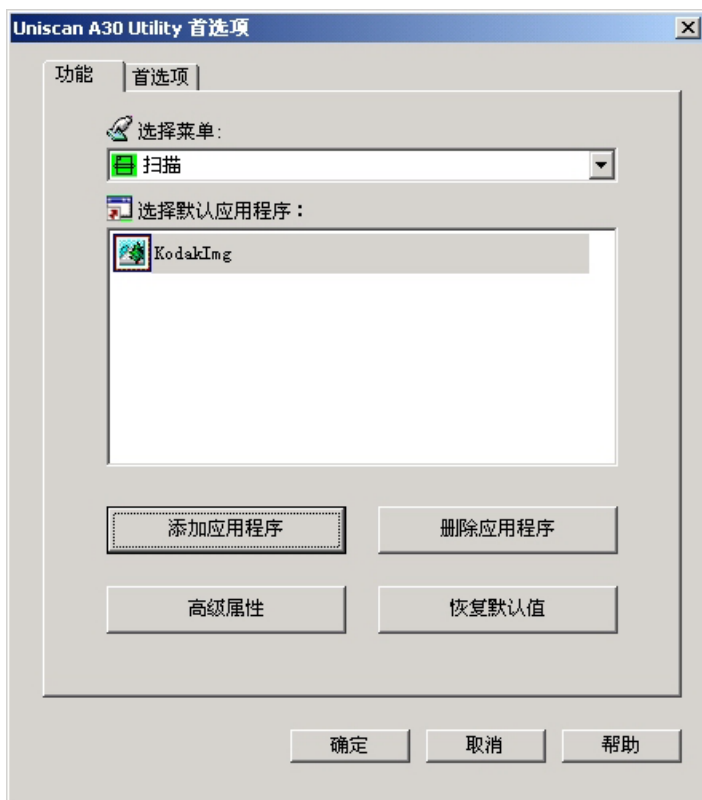 Uniscan A30 Utility 首选项
功能 首选项
选择菜单:
扫描
选择默认应用程序：
KodakImg
添加应用程序 删除应用程序
高级属性 恢复默认值
确定 取消 帮助